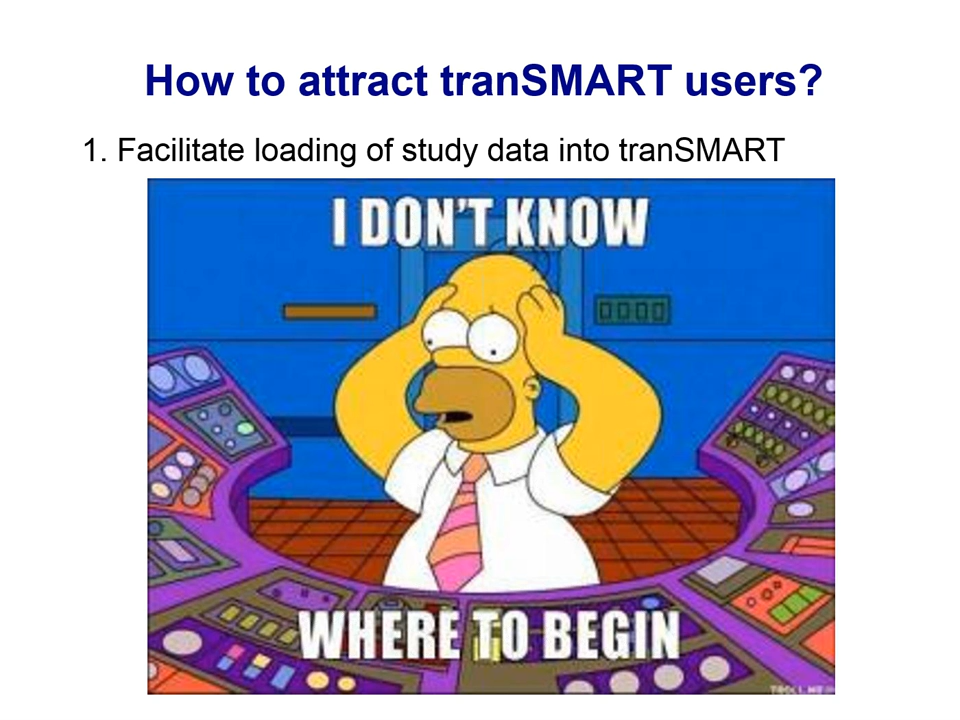 How to attract tranSMART users?
1. Facilitate loading of study data into tranSMART
I DON'T KNOW
WHERE TO BEGIN